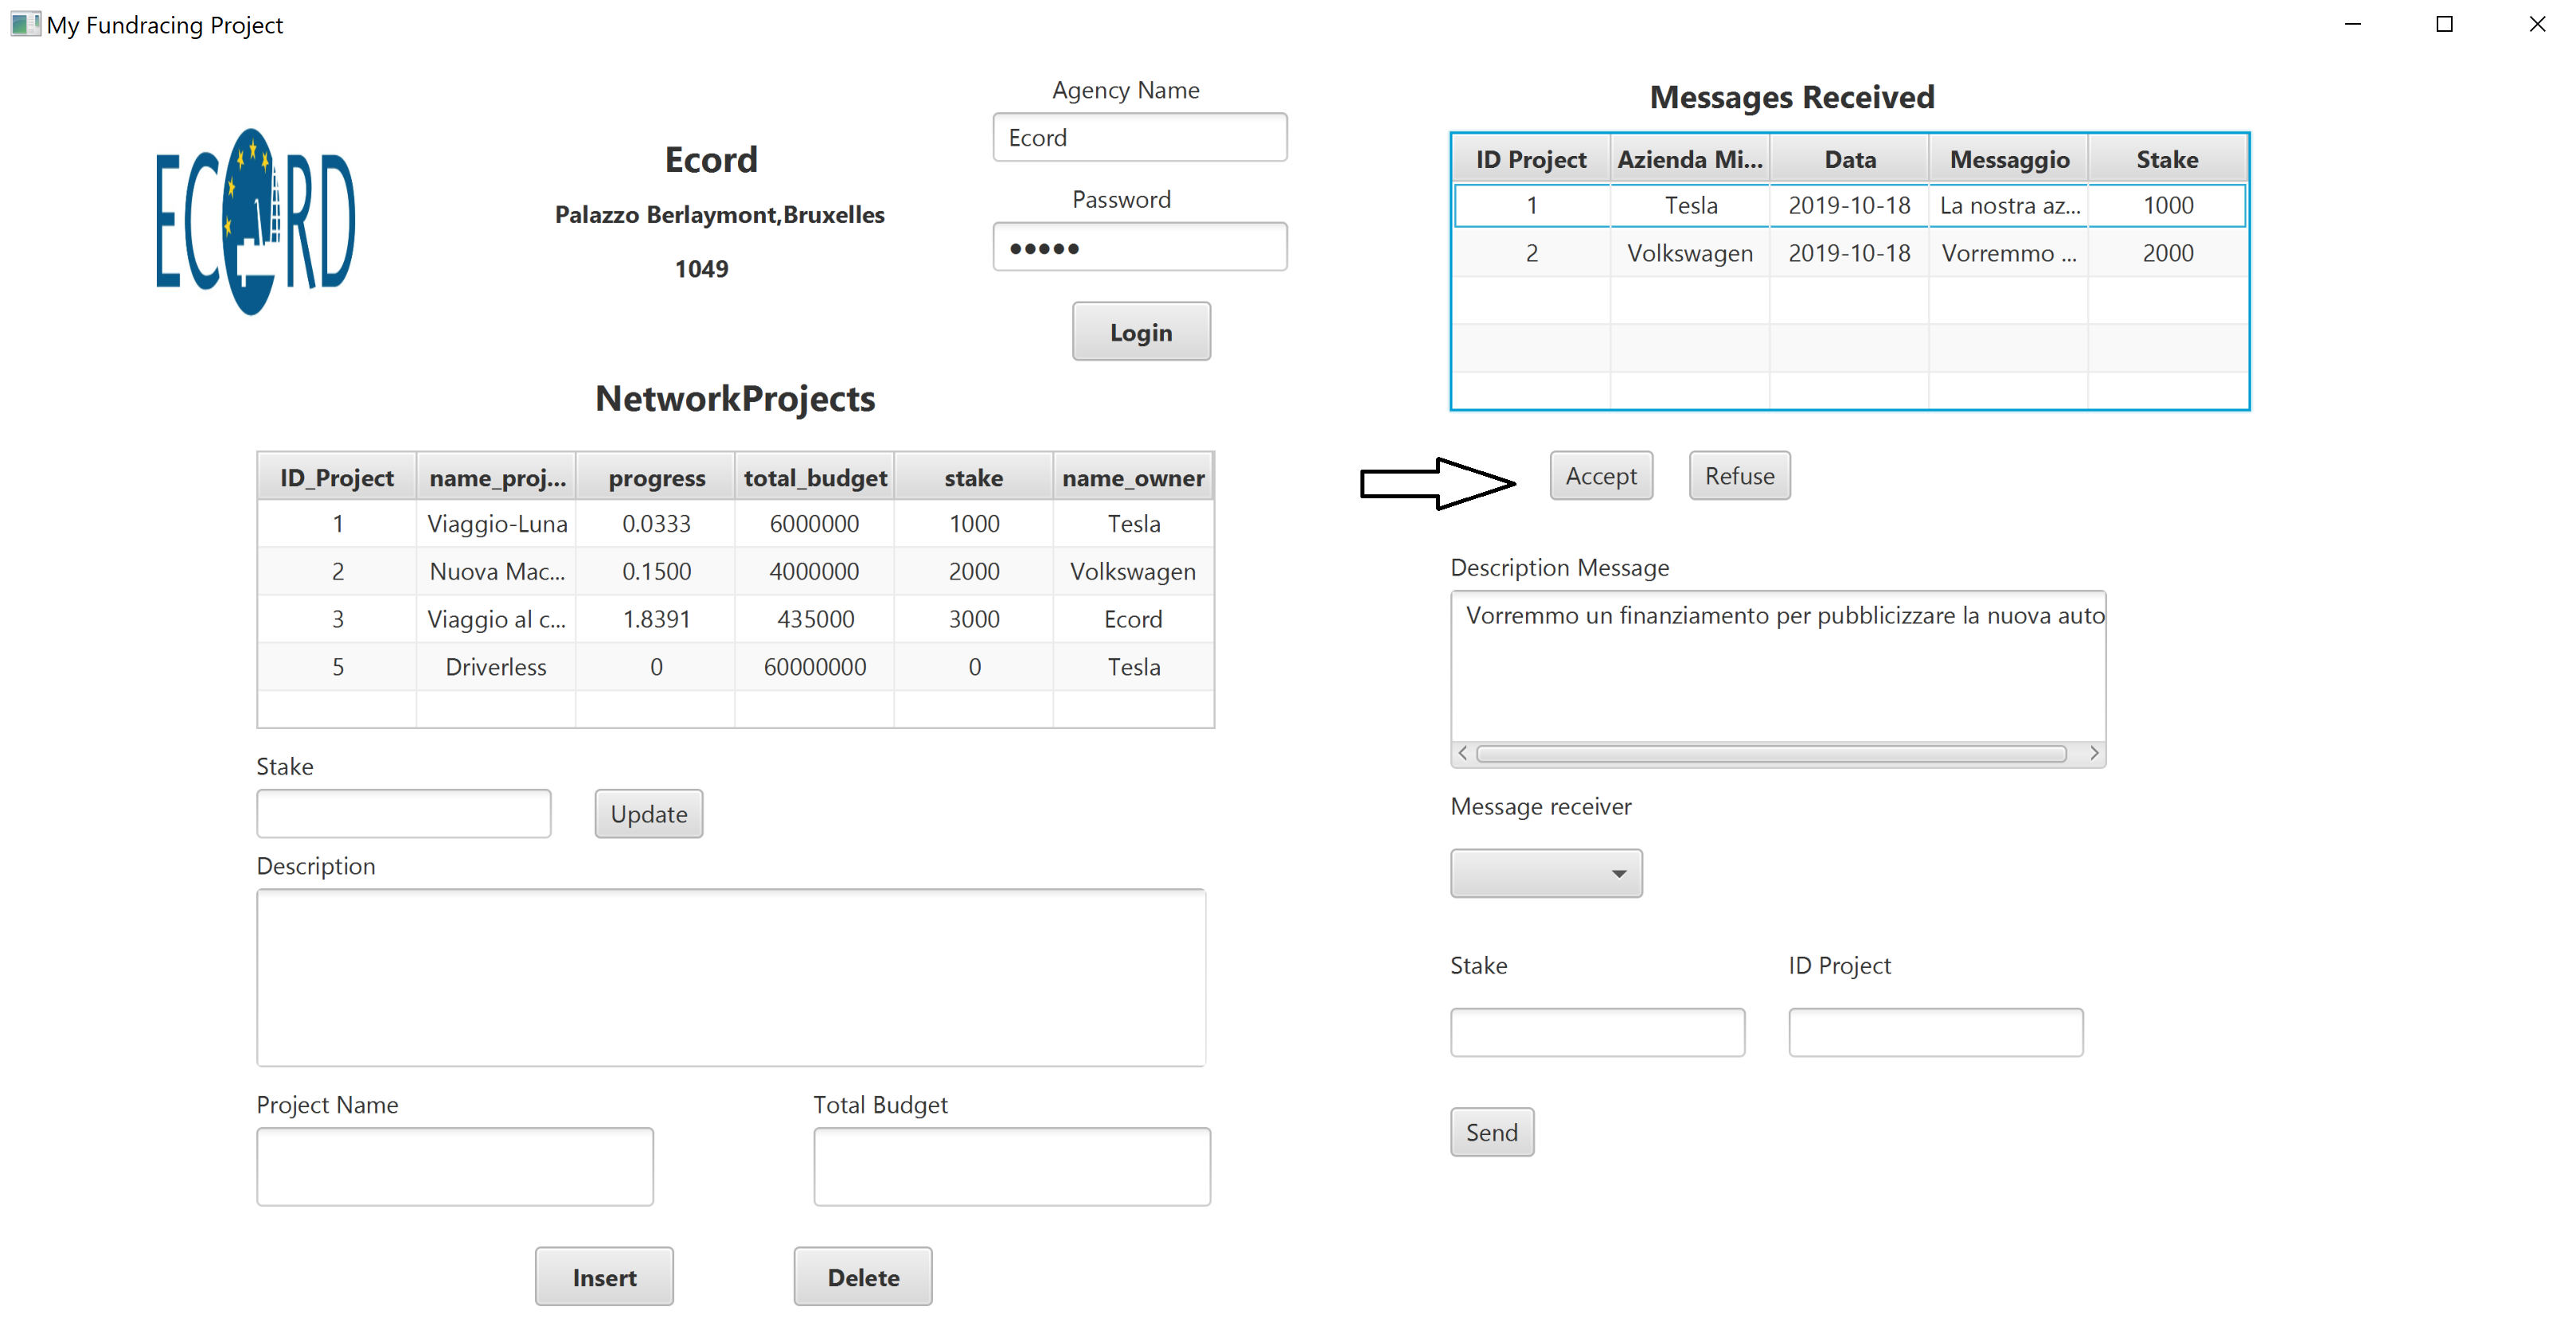 My Fundracing Project
ECORD
Ecord
Palazzo Berlaymont,Bruxelles
1049
Agency Name
Ecord
Password
●●●●●
Login
NetworkProjects
ID_Project name_proj... progress total_budget stake name_owner
1 Viaggio-Luna 0.0333 6000000 1000 Tesla
2 Nuova Mac... 0.1500 4000000 2000 Volkswagen
3 Viaggio al c... 1.8391 435000 3000 Ecord
5 Driverless 0 60000000 0 Tesla
Stake
Update
Description
Project Name Total Budget
Insert Delete
Messages Received
ID Project Azienda Mi... Data Messaggio Stake
1 Tesla 2019-10-18 La nostra az... 1000
2 Volkswagen 2019-10-18 Vorremmo ... 2000
Accept Refuse
Description Message
Vorremmo un finanziamento per pubblicizzare la nuova auto
Message receiver
Stake ID Project
Send